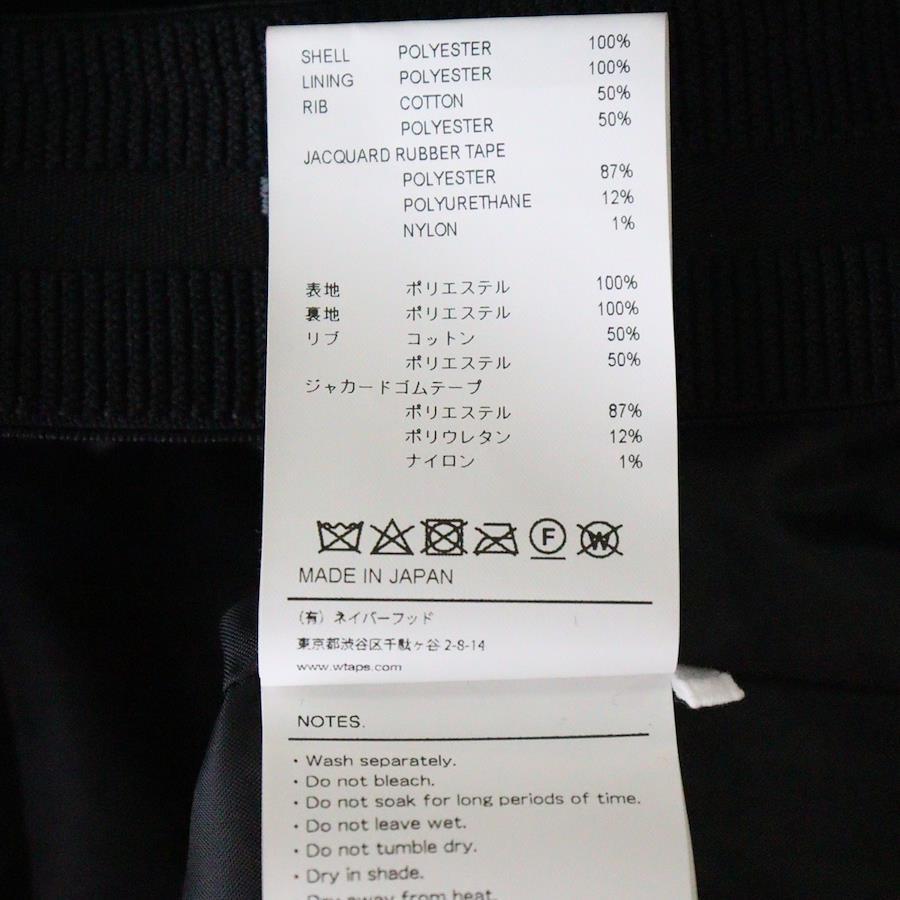 SHELL POLYESTER 100%
LINING POLYESTER 100%
RIB COTTON 50%
POLYESTER 50%
JACQUARD RUBBER TAPE
POLYESTER 87%
POLYURETHANE 12%
NYLON 1%
表地 ポリエステル 100%
裏地 ポリエステル 100%
リブ コットン 50%
ポリエステル 50%
ジャカードゴムテープ
ポリエステル 87%
ポリウレタン 12%
ナイロン 1%
F W
MADE IN JAPAN
(有) ネイバーフッド
東京都渋谷区千駄ヶ谷 2-8-14
www.wtaps.com
NOTES.
・Wash separately.
・Do not bleach.
・Do not soak for long periods of time.
・Do not leave wet.
・Do not tumble dry.
・Dry in shade.
Dry away from heat.